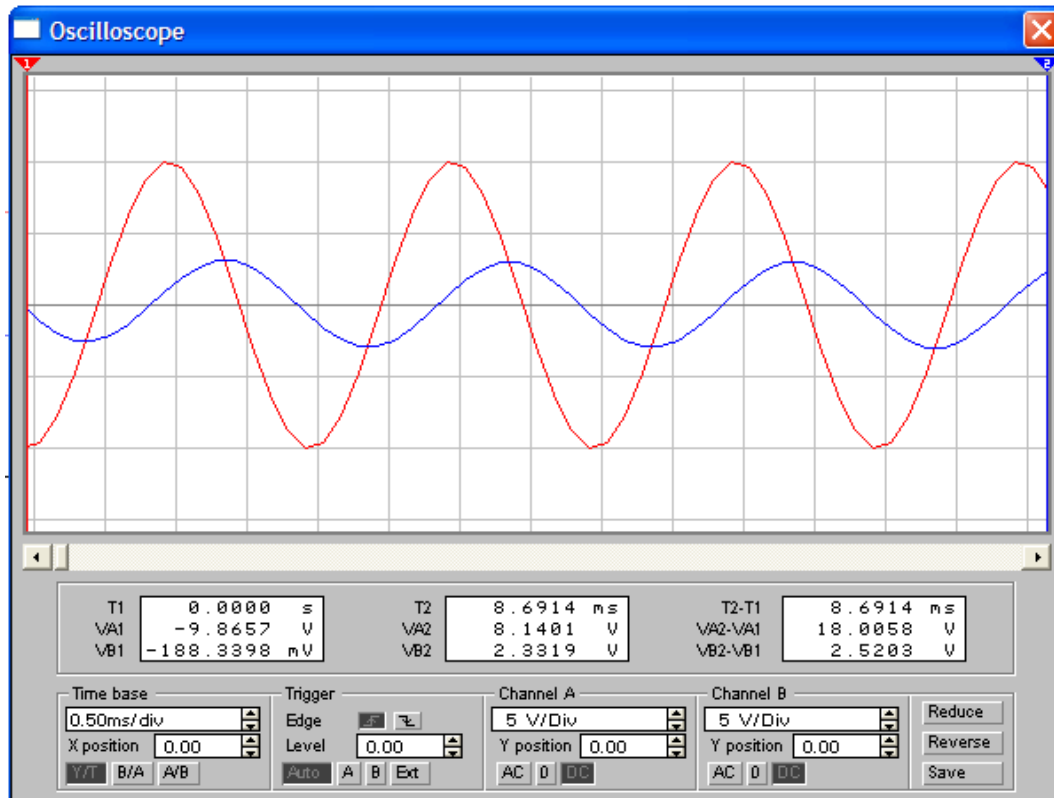 Oscilloscope
1 2
T1 0.0000 s T2 8.6914 ms T2-T1 8.6914 ms
VA1 -9.8657 V VA2 8.1401 V VA2-VA1 18.0058 V
VB1 -188.3398 mV VB2 2.3319 V VB2-VB1 2.5203 V
Time base Trigger Channel A Channel B
0.50ms/div Edge 5 V/Div 5 V/Div Reduce
X position 0.00 Level 0.00 Y position 0.00 Y position 0.00 Reverse
Y/T B/A A/B Auto A B Ext AC 0 DC AC 0 DC Save